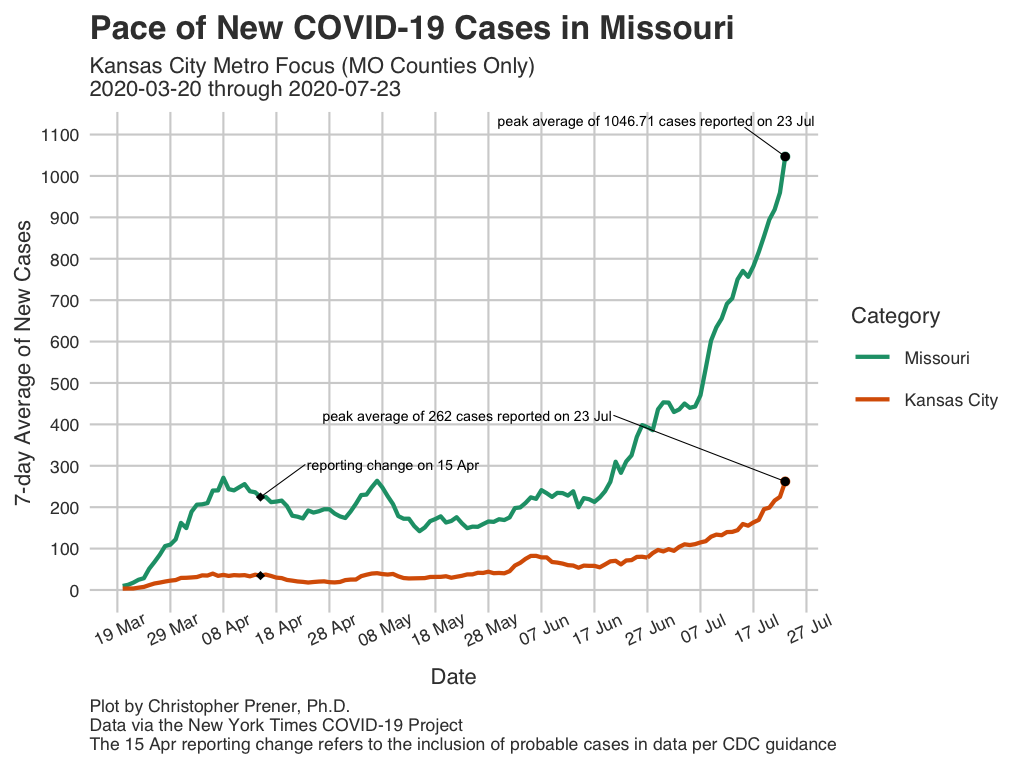 Pace of New COVID-19 Cases in Missouri
Kansas City Metro Focus (MO Counties Only)
2020-03-20 through 2020-07-23
peak average of 1046.71 cases reported on 23 Jul
1100
1000
900
800
700
600
500
400
300
200
100
0
7-day Average of New Cases
peak average of 262 cases reported on 23 Jul
reporting change on 15 Apr
Category
Missouri
Kansas City
19 Mar
29 Mar
08 Apr
18 Apr
28 Apr
08 May
18 May
28 May
07 Jun
17 Jun
27 Jun
07 Jul
17 Jul
27 Jul
Date
Plot by Christopher Prener, Ph.D.
Data via the New York Times COVID-19 Project
The 15 Apr reporting change refers to the inclusion of probable cases in data per CDC guidance